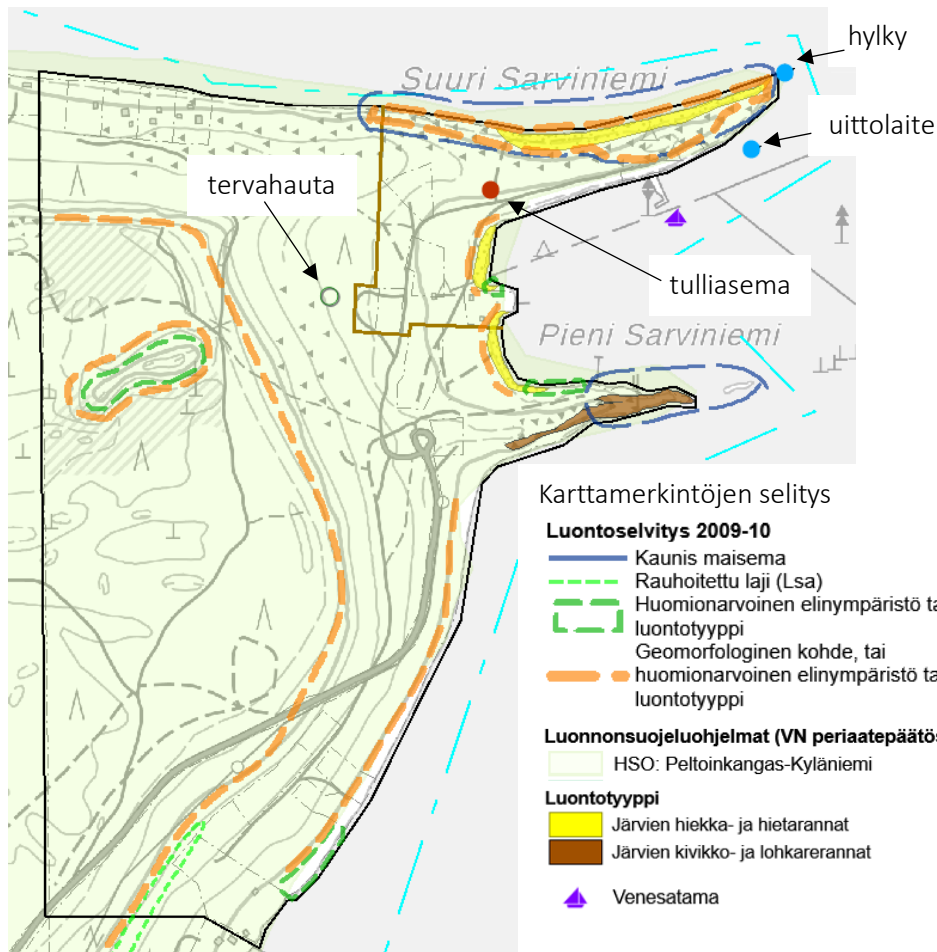 hylky
Suuri Sarviniemi
uittolaite
tervahauta
tulliasema
Pieni Sarviniemi
Karttamerkintöjen selitys
Luontoselvitys 2009-10
Kaunis maisema
Rauhoitettu laji (Lsa)
Huomionarvoinen elinympäristö ta
luontotyyppi
Geomorfologinen kohde, tai
huomionarvoinen elinympäristö ta
luontotyyppi
Luonnonsuojeluohjelmat (VN periaatepäätös
HSO: Peltoinkangas-Kyläniemi
Luontotyyppi
Järvien hiekka- ja hietarannat
Järvien kivikko- ja lohkarerannat
Venesatama